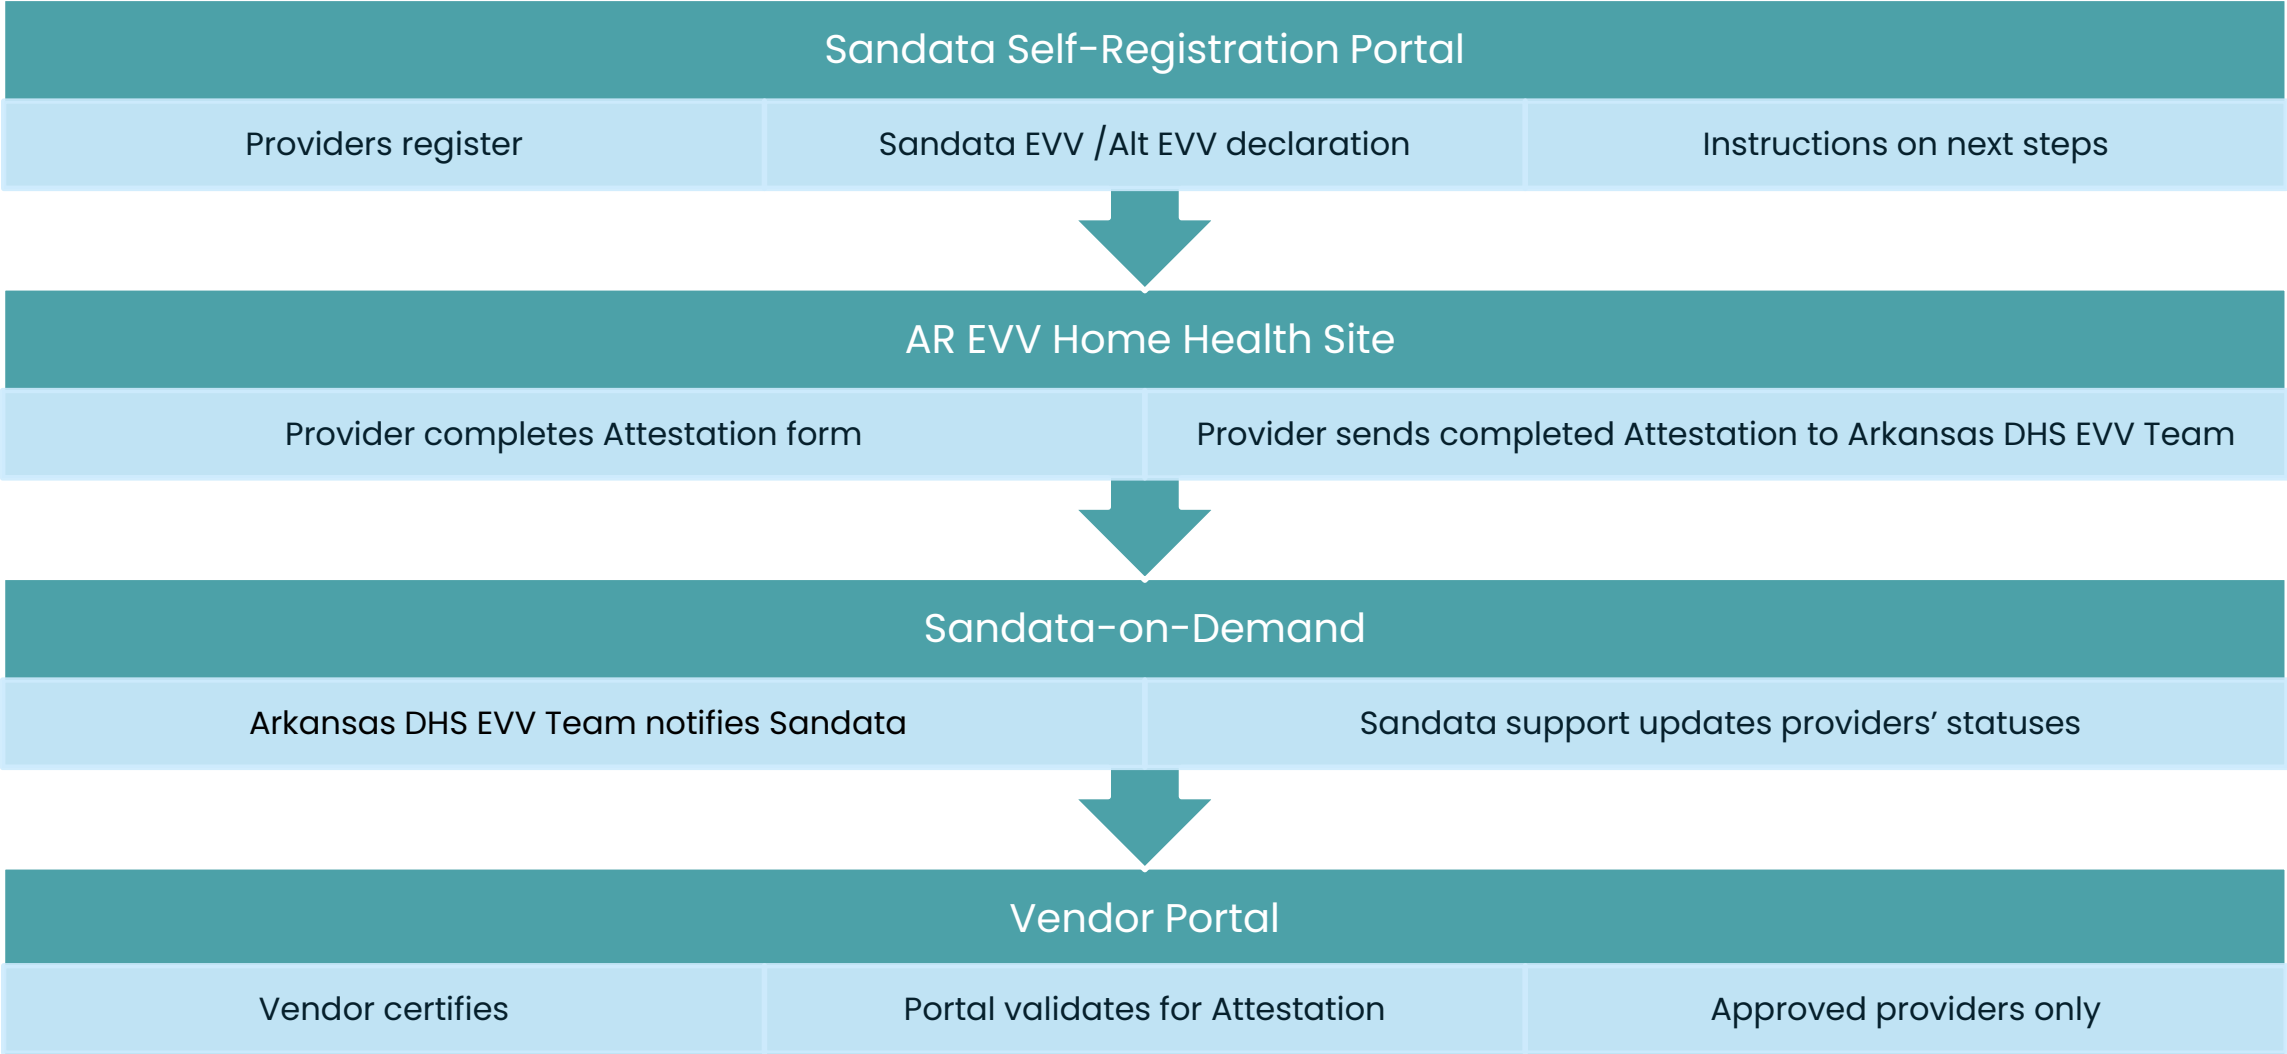 Sandata Self-Registration Portal
Providers register
Sandata EVV /Alt EVV declaration
Instructions on next steps
AR EVV Home Health Site
Provider completes Attestation form
Provider sends completed Attestation to Arkansas DHS EVV Team
Sandata-on-Demand
Arkansas DHS EVV Team notifies Sandata
Sandata support updates providers’ statuses
Vendor Portal
Vendor certifies
Portal validates for Attestation
Approved providers only